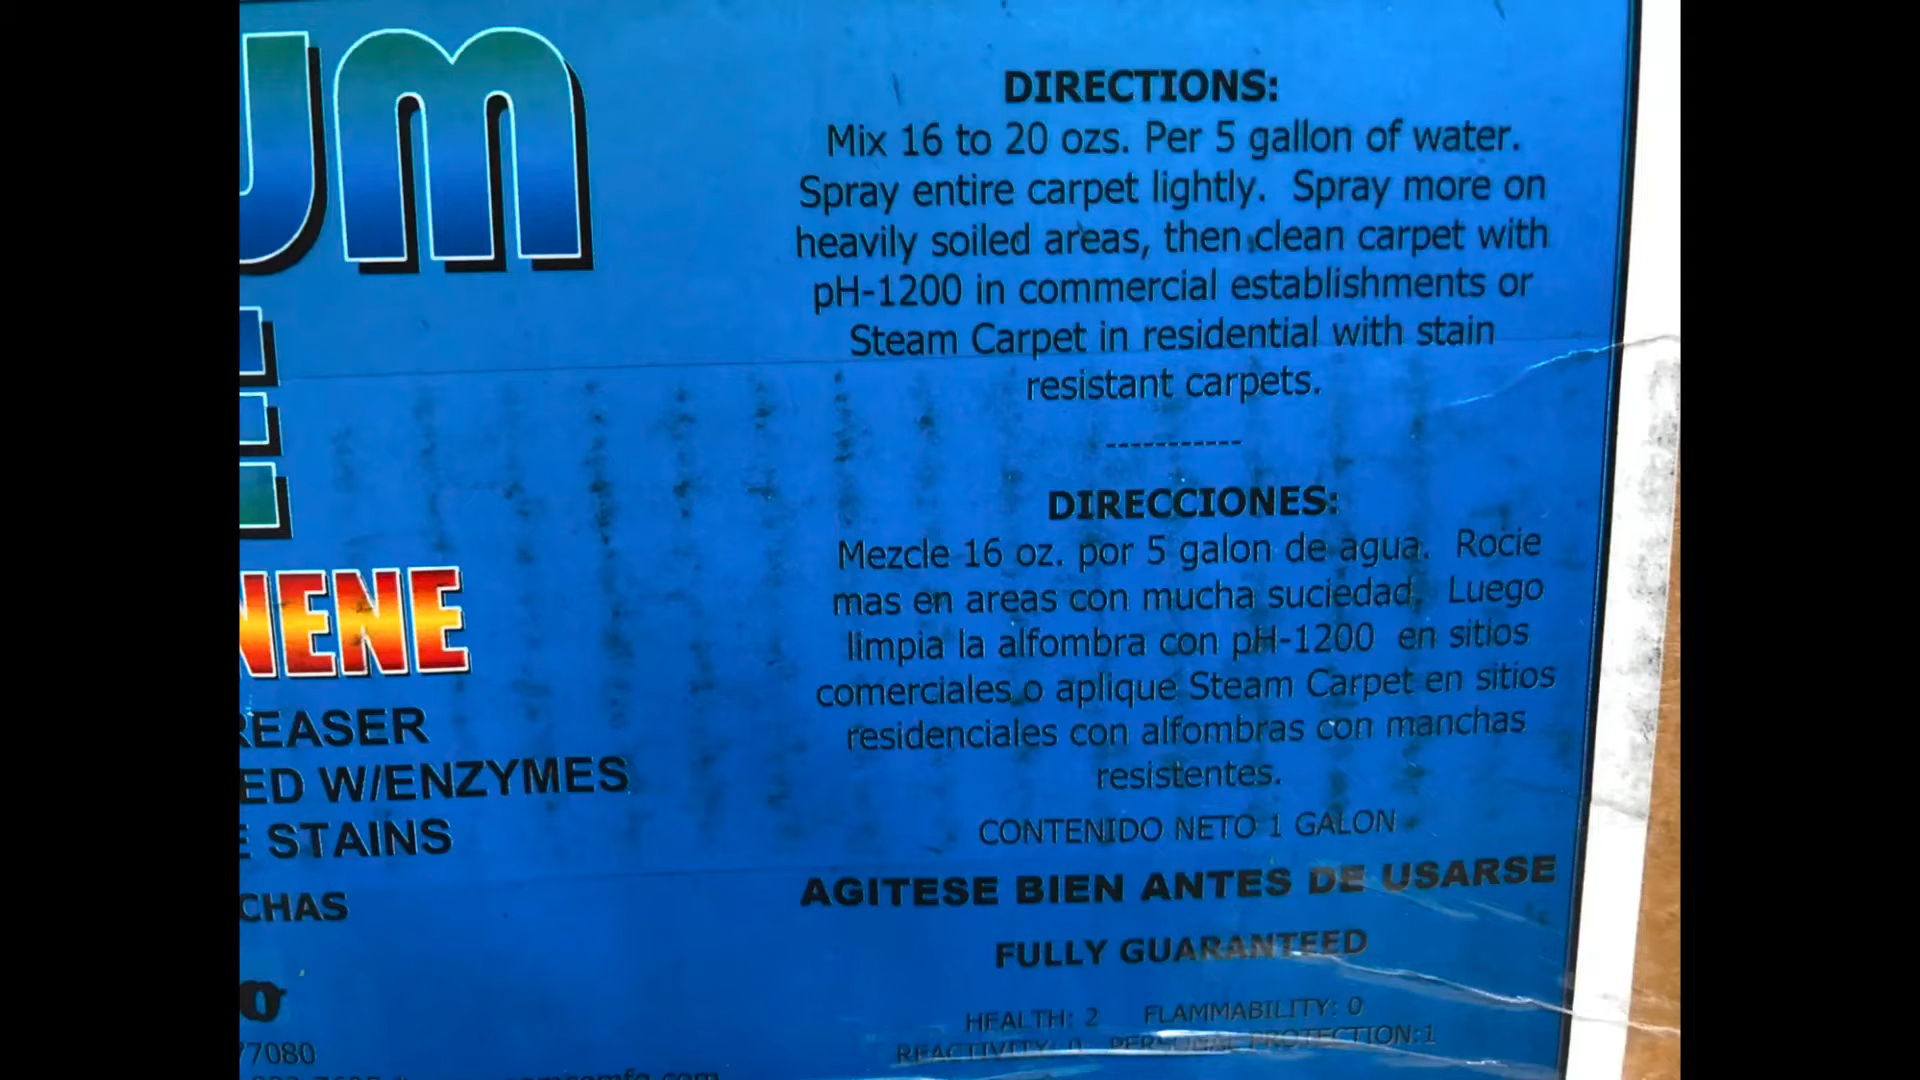 UM
DIRECTIONS:
Mix 16 to 20 ozs. Per 5 gallon of water.
Spray entire carpet lightly. Spray more on
heavily soiled areas, then clean carpet with
pH-1200 in commercial establishments or
Steam Carpet in residential with stain
resistant carpets.
-----------
DIRECCIONES:
Mezcle 16 oz. por 5 galon de agua. Rocie
mas en areas con mucha suciedad. Luego
limpia la alfombra con pH-1200 en sitios
comerciales o aplique Steam Carpet en sitios
residenciales con alfombras con manchas
resistentes.
CONTENIDO NETO 1 GALON
AGITESE BIEN ANTES DE USARSE
FULLY GUARANTEED
HEALTH: 2 FLAMMABILITY: 0
REACTIVITY: 0 PERSONAL PROTECTION:1
NENE
REASER
ED W/ENZYMES
E STAINS
CHAS
o
77080